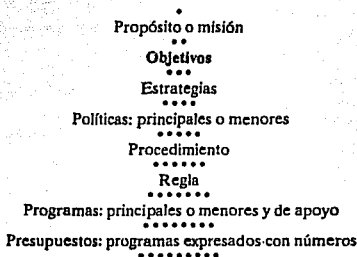 Propósito o misión
Objetivos
Estrategias
Políticas: principales o menores
Procedimiento
Regla
Programas: principales o menores y de apoyo
Presupuestos: programas expresados con números